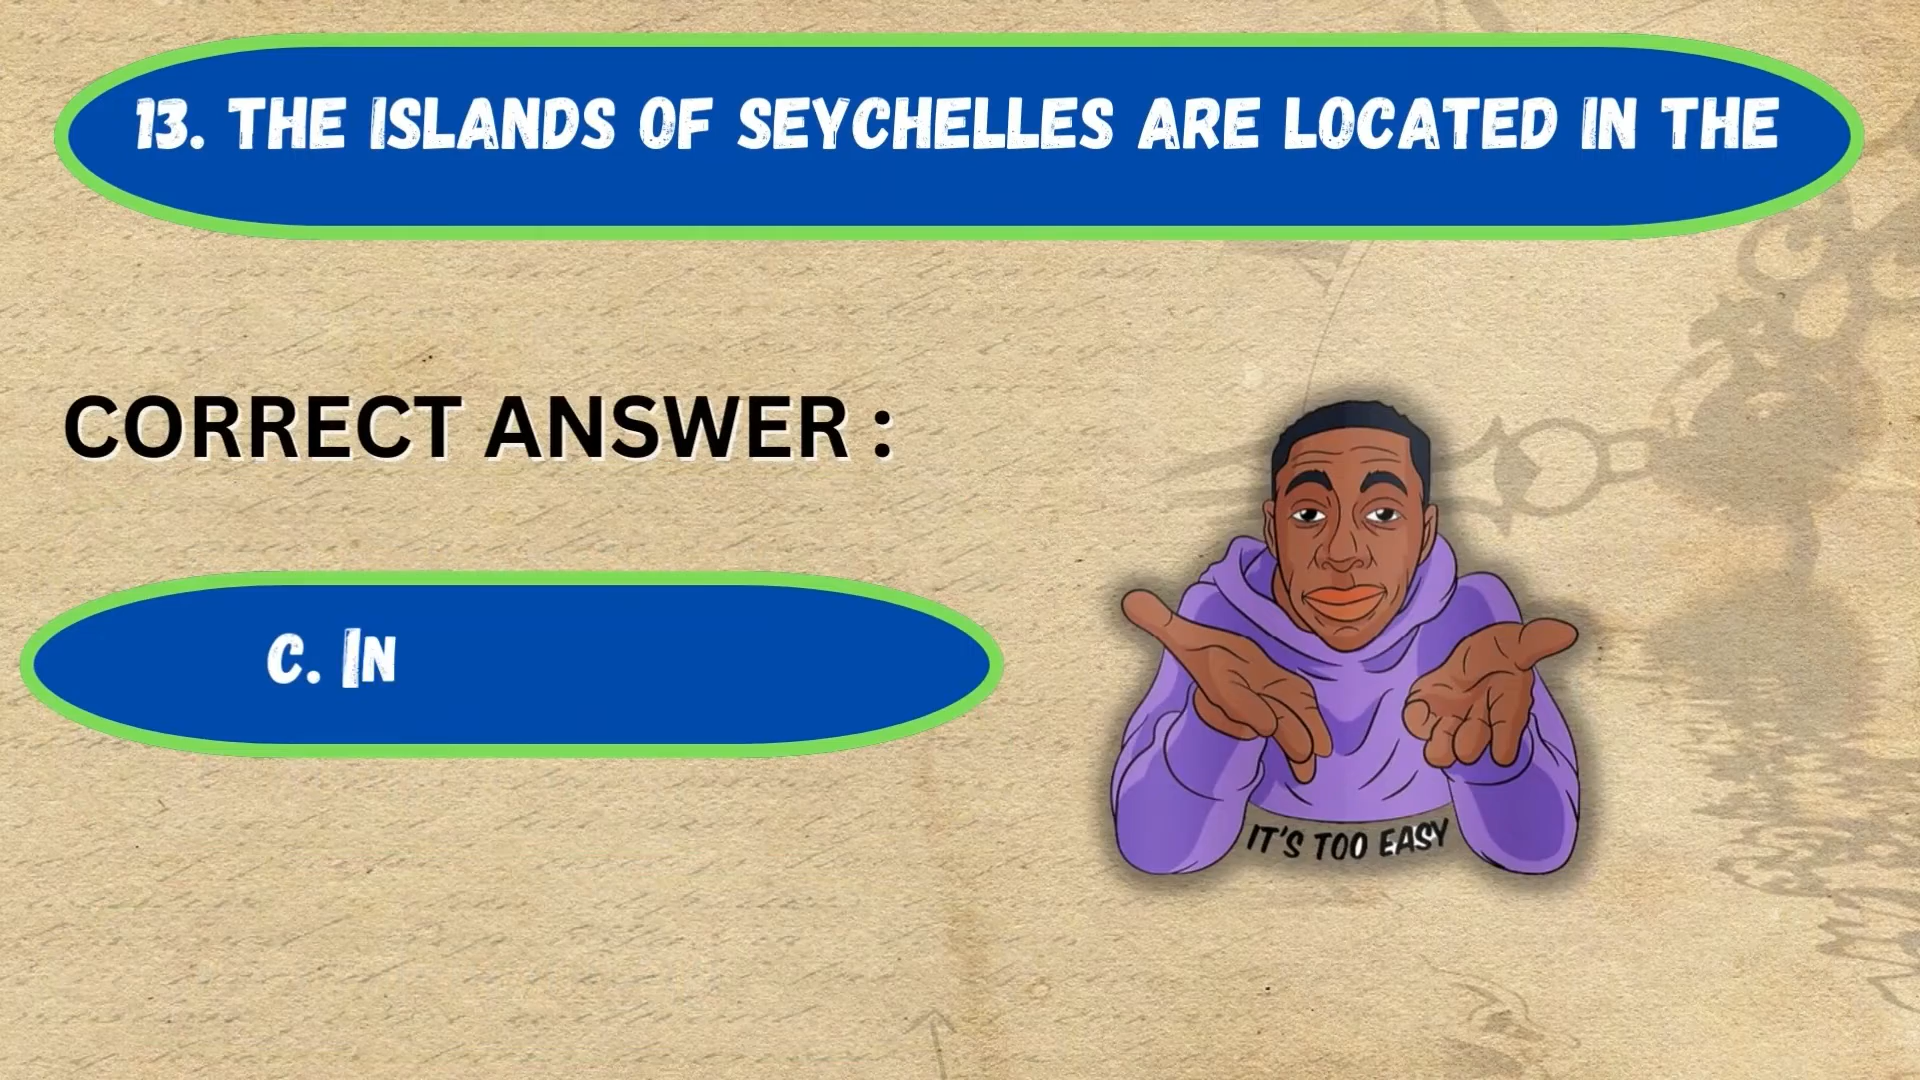 13. THE ISLANDS OF SEYCHELLES ARE LOCATED IN THE
CORRECT ANSWER :
C. IN
IT'S TOO EASY